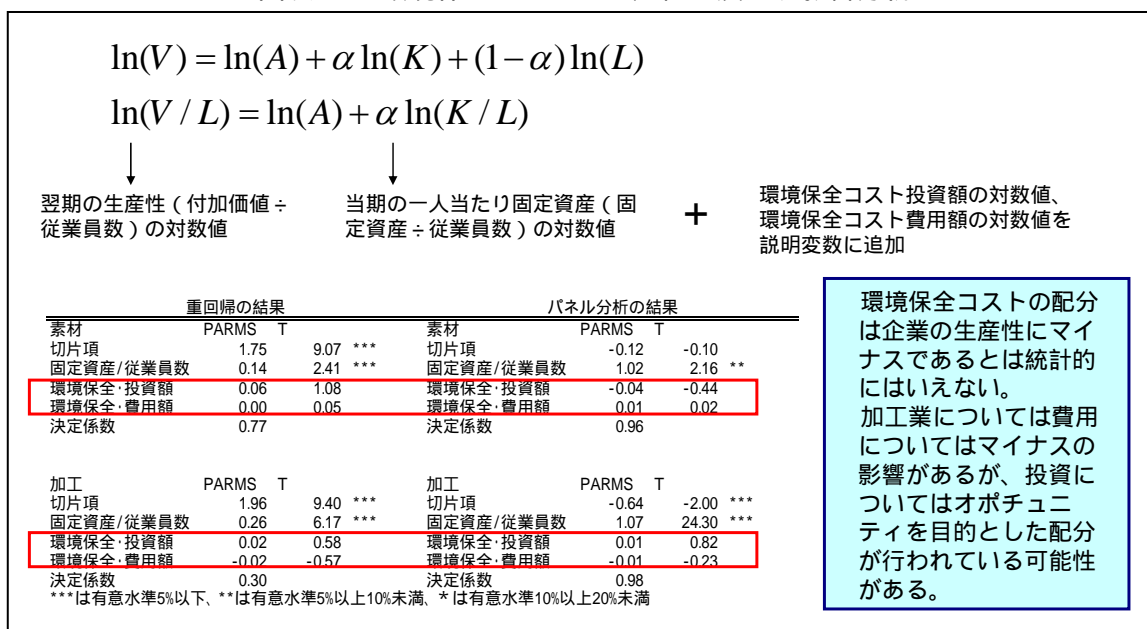 ln(V) = ln(A) + α ln(K) + (1 − α) ln(L)
ln(V / L) = ln(A) + α ln(K / L)
翌期の生産性（付加価値÷
従業員数）の対数値
当期の一人当たり固定資産（固
定資産÷従業員数）の対数値
+
環境保全コスト投資額の対数値、
環境保全コスト費用額の対数値を
説明変数に追加
重回帰の結果
素材 PARMS T
切片項 1.75 9.07 ***
固定資産/従業員数 0.14 2.41 ***
環境保全・投資額 0.06 1.08
環境保全・費用額 0.00 0.05
決定係数 0.77
加工 PARMS T
切片項 1.96 9.40 ***
固定資産/従業員数 0.26 6.17 ***
環境保全・投資額 0.02 0.58
環境保全・費用額 -0.02 -0.57
決定係数 0.30
パネル分析の結果
素材 PARMS T
切片項 -0.12 -0.10
固定資産/従業員数 1.02 2.16 **
環境保全・投資額 -0.04 -0.44
環境保全・費用額 0.01 0.02
決定係数 0.96
加工 PARMS T
切片項 -0.64 -2.00 ***
固定資産/従業員数 1.07 24.30 ***
環境保全・投資額 0.01 0.82
環境保全・費用額 -0.01 -0.23
決定係数 0.98
***は有意水準5%以下、**は有意水準5%以上10%未満、*は有意水準10%以上20%未満
環境保全コストの配分
は企業の生産性にマイ
ナスであるとは統計的
にはいえない。
加工業については費用
についてはマイナスの
影響があるが、投資に
ついてはオポチュニ
ティを目的とした配分
が行われている可能性
がある。